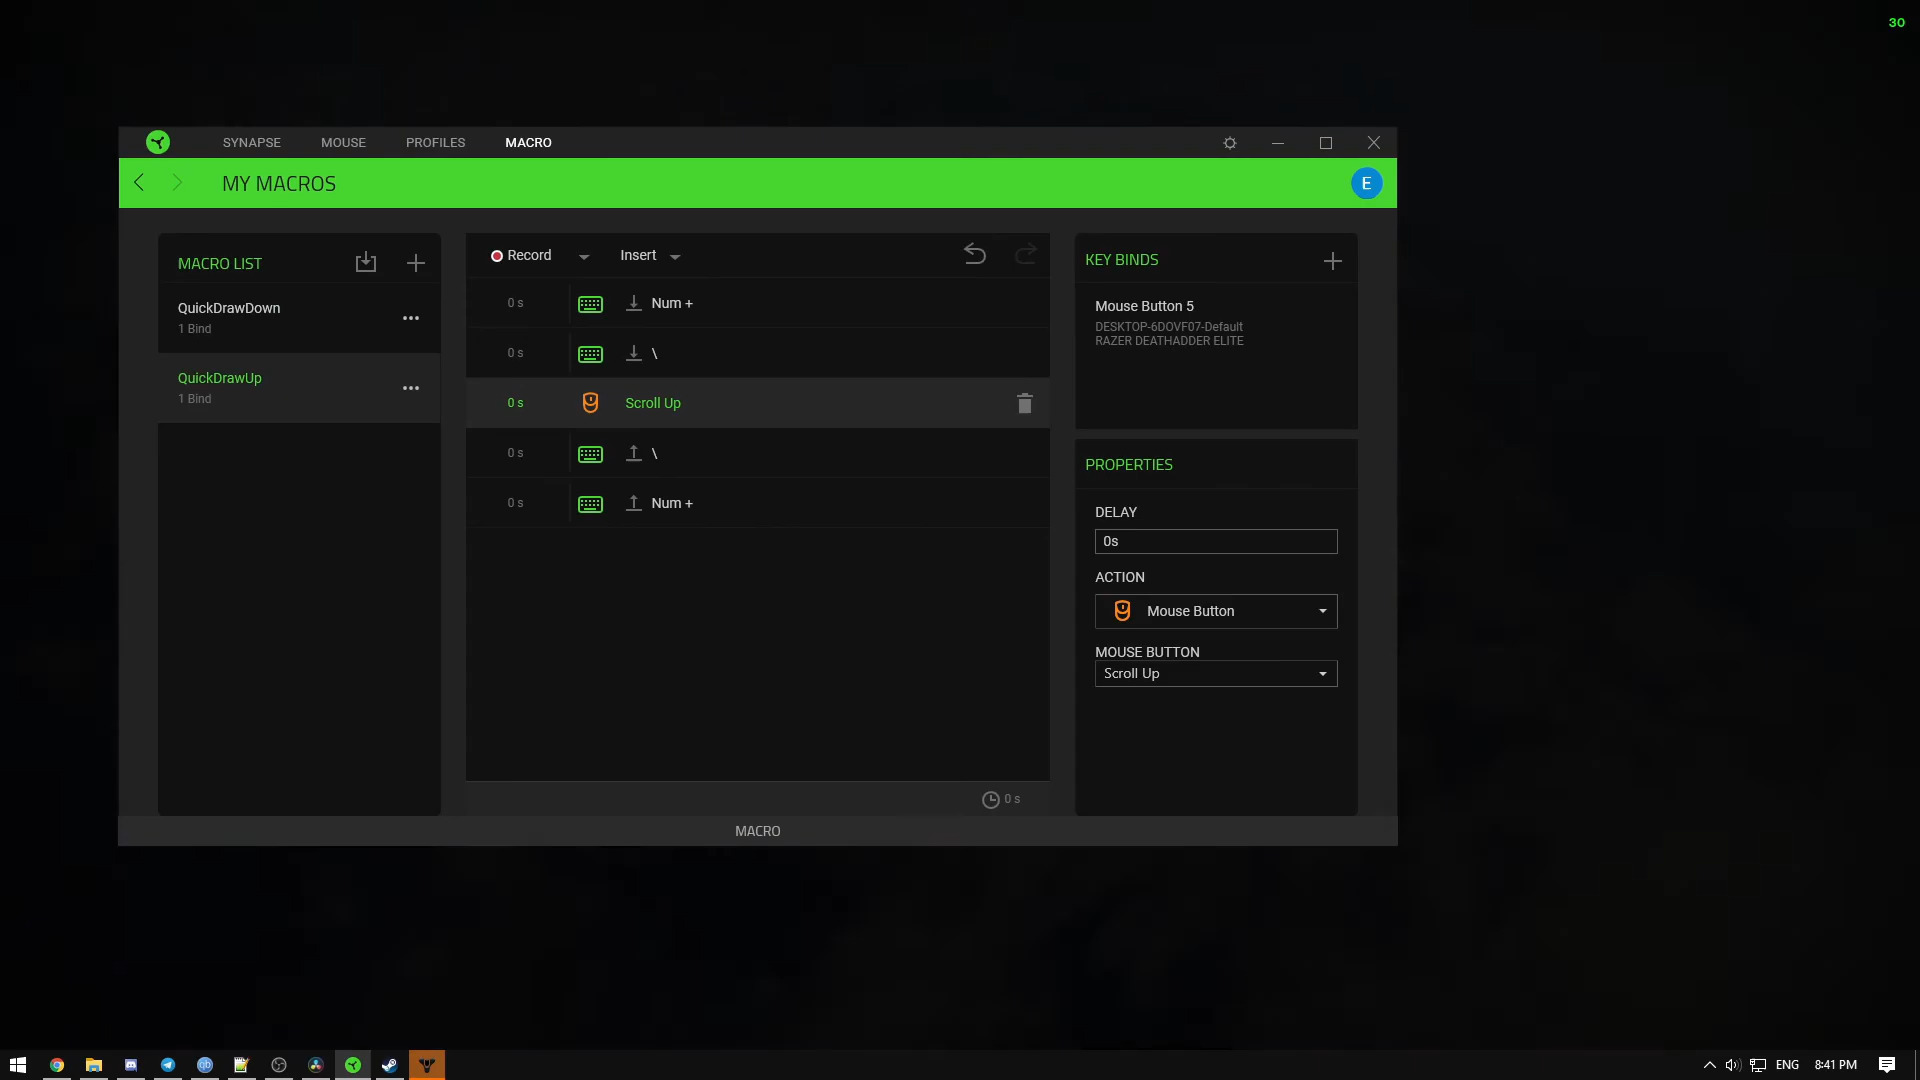 30
SYNAPSE MOUSE PROFILES MACRO
MY MACROS
E
MACRO LIST
QuickDrawDown
1 Bind
QuickDrawUp
1 Bind
Record Insert
0 s Num +
0 s \
0 s Scroll Up
0 s \
0 s Num +
0 s
KEY BINDS
Mouse Button 5
DESKTOP-6DOVF07-Default
RAZER DEATHADDER ELITE
PROPERTIES
DELAY
0s
ACTION
Mouse Button
MOUSE BUTTON
Scroll Up
MACRO
qb
ENG 8:41 PM